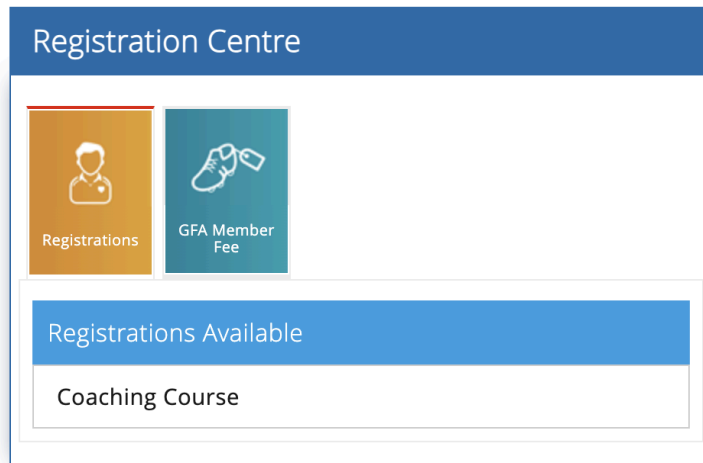 Registration Centre
Registrations
GFA Member
Fee
Registrations Available
Coaching Course